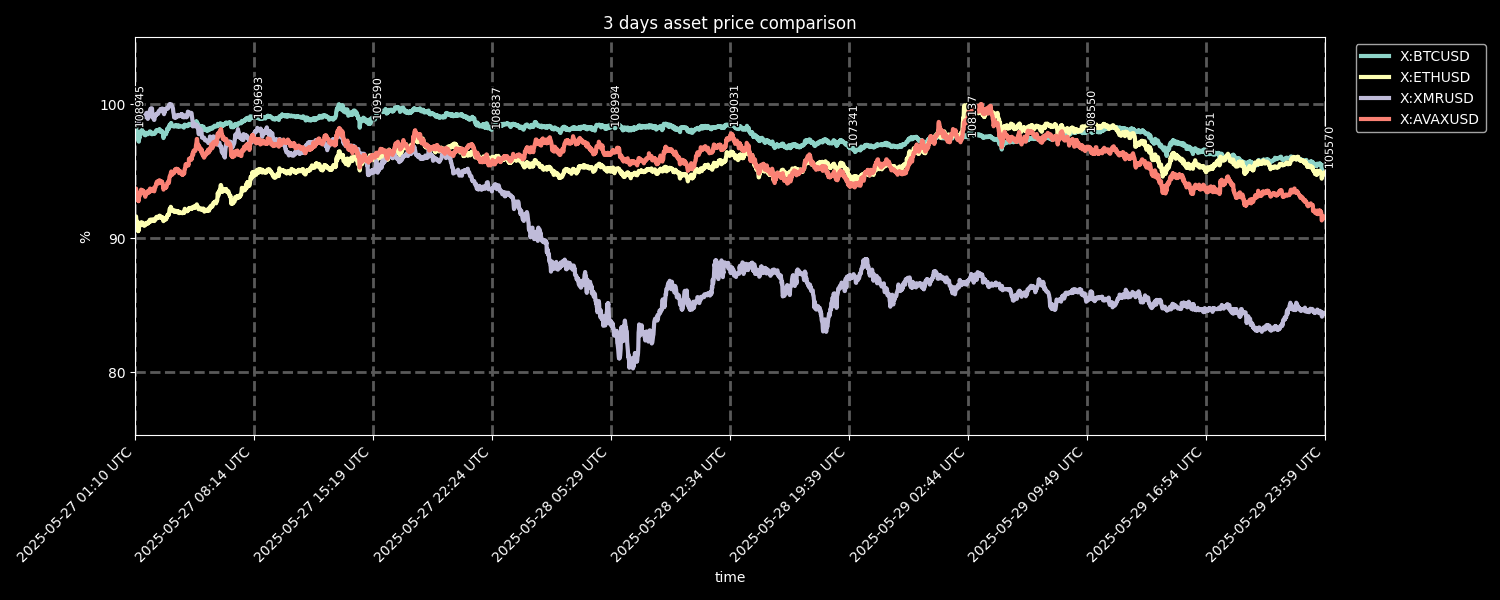 3 days asset price comparison
X:BTCUSD
X:ETHUSD
X:XMRUSD
X:AVAXUSD
100
90
80
%
108945
109693
109590
108837
108994
109031
107341
108137
108550
106751
105570
2025-05-27 01:10 UTC
2025-05-27 08:14 UTC
2025-05-27 15:19 UTC
2025-05-27 22:24 UTC
2025-05-28 05:29 UTC
2025-05-28 12:34 UTC
2025-05-28 19:39 UTC
2025-05-29 02:44 UTC
2025-05-29 09:49 UTC
2025-05-29 16:54 UTC
2025-05-29 23:59 UTC
time